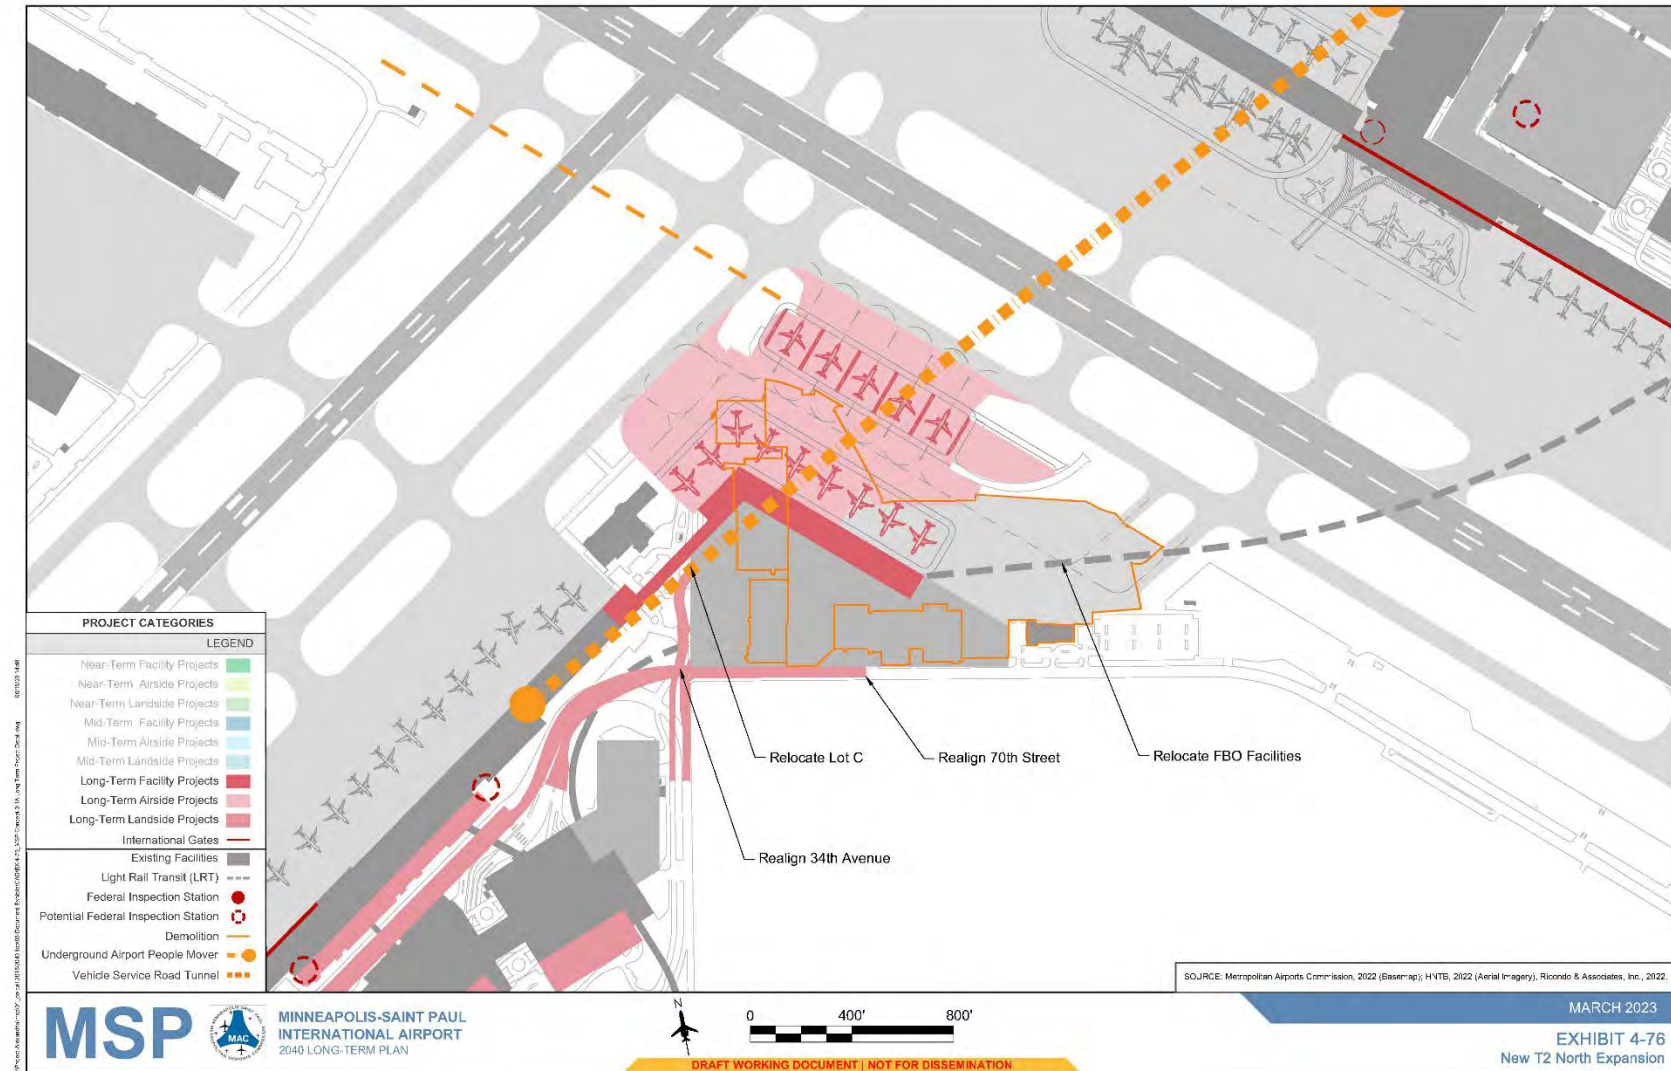 Relocate Lot C
Realign 70th Street
Relocate FBO Facilities
Realign 34th Avenue
PROJECT CATEGORIES
LEGEND
Near-Term Facility Projects
Near-Term Airside Projects
Near-Term Landside Projects
Mid-Term Facility Projects
Mid-Term Airside Projects
Mid-Term Landside Projects
Long-Term Facility Projects
Long-Term Airside Projects
Long-Term Landside Projects
International Gates
Existing Facilities
Light Rail Transit (LRT)
Federal Inspection Station
Potential Federal Inspection Station
Demolition
Underground Airport People Mover
Vehicle Service Road Tunnel
SOURCE: Metropolitan Airports Commission, 2022 (Basemap); HNTB, 2022 (Aerial Imagery), Ricondo & Associates, Inc., 2022.
MSP
MAC
MINNEAPOLIS-SAINT PAUL
INTERNATIONAL AIRPORT
2040 LONG-TERM PLAN
N
0 400' 800'
DRAFT WORKING DOCUMENT | NOT FOR DISSEMINATION
MARCH 2023
EXHIBIT 4-76
New T2 North Expansion